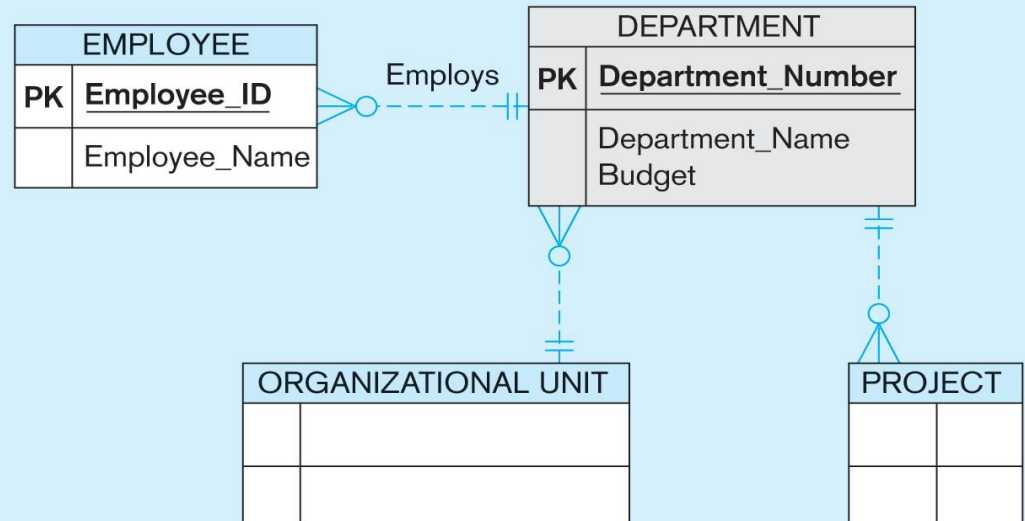 EMPLOYEE
PK Employee_ID
Employee_Name
Employs
DEPARTMENT
PK Department_Number
Department_Name
Budget
ORGANIZATIONAL UNIT
PROJECT